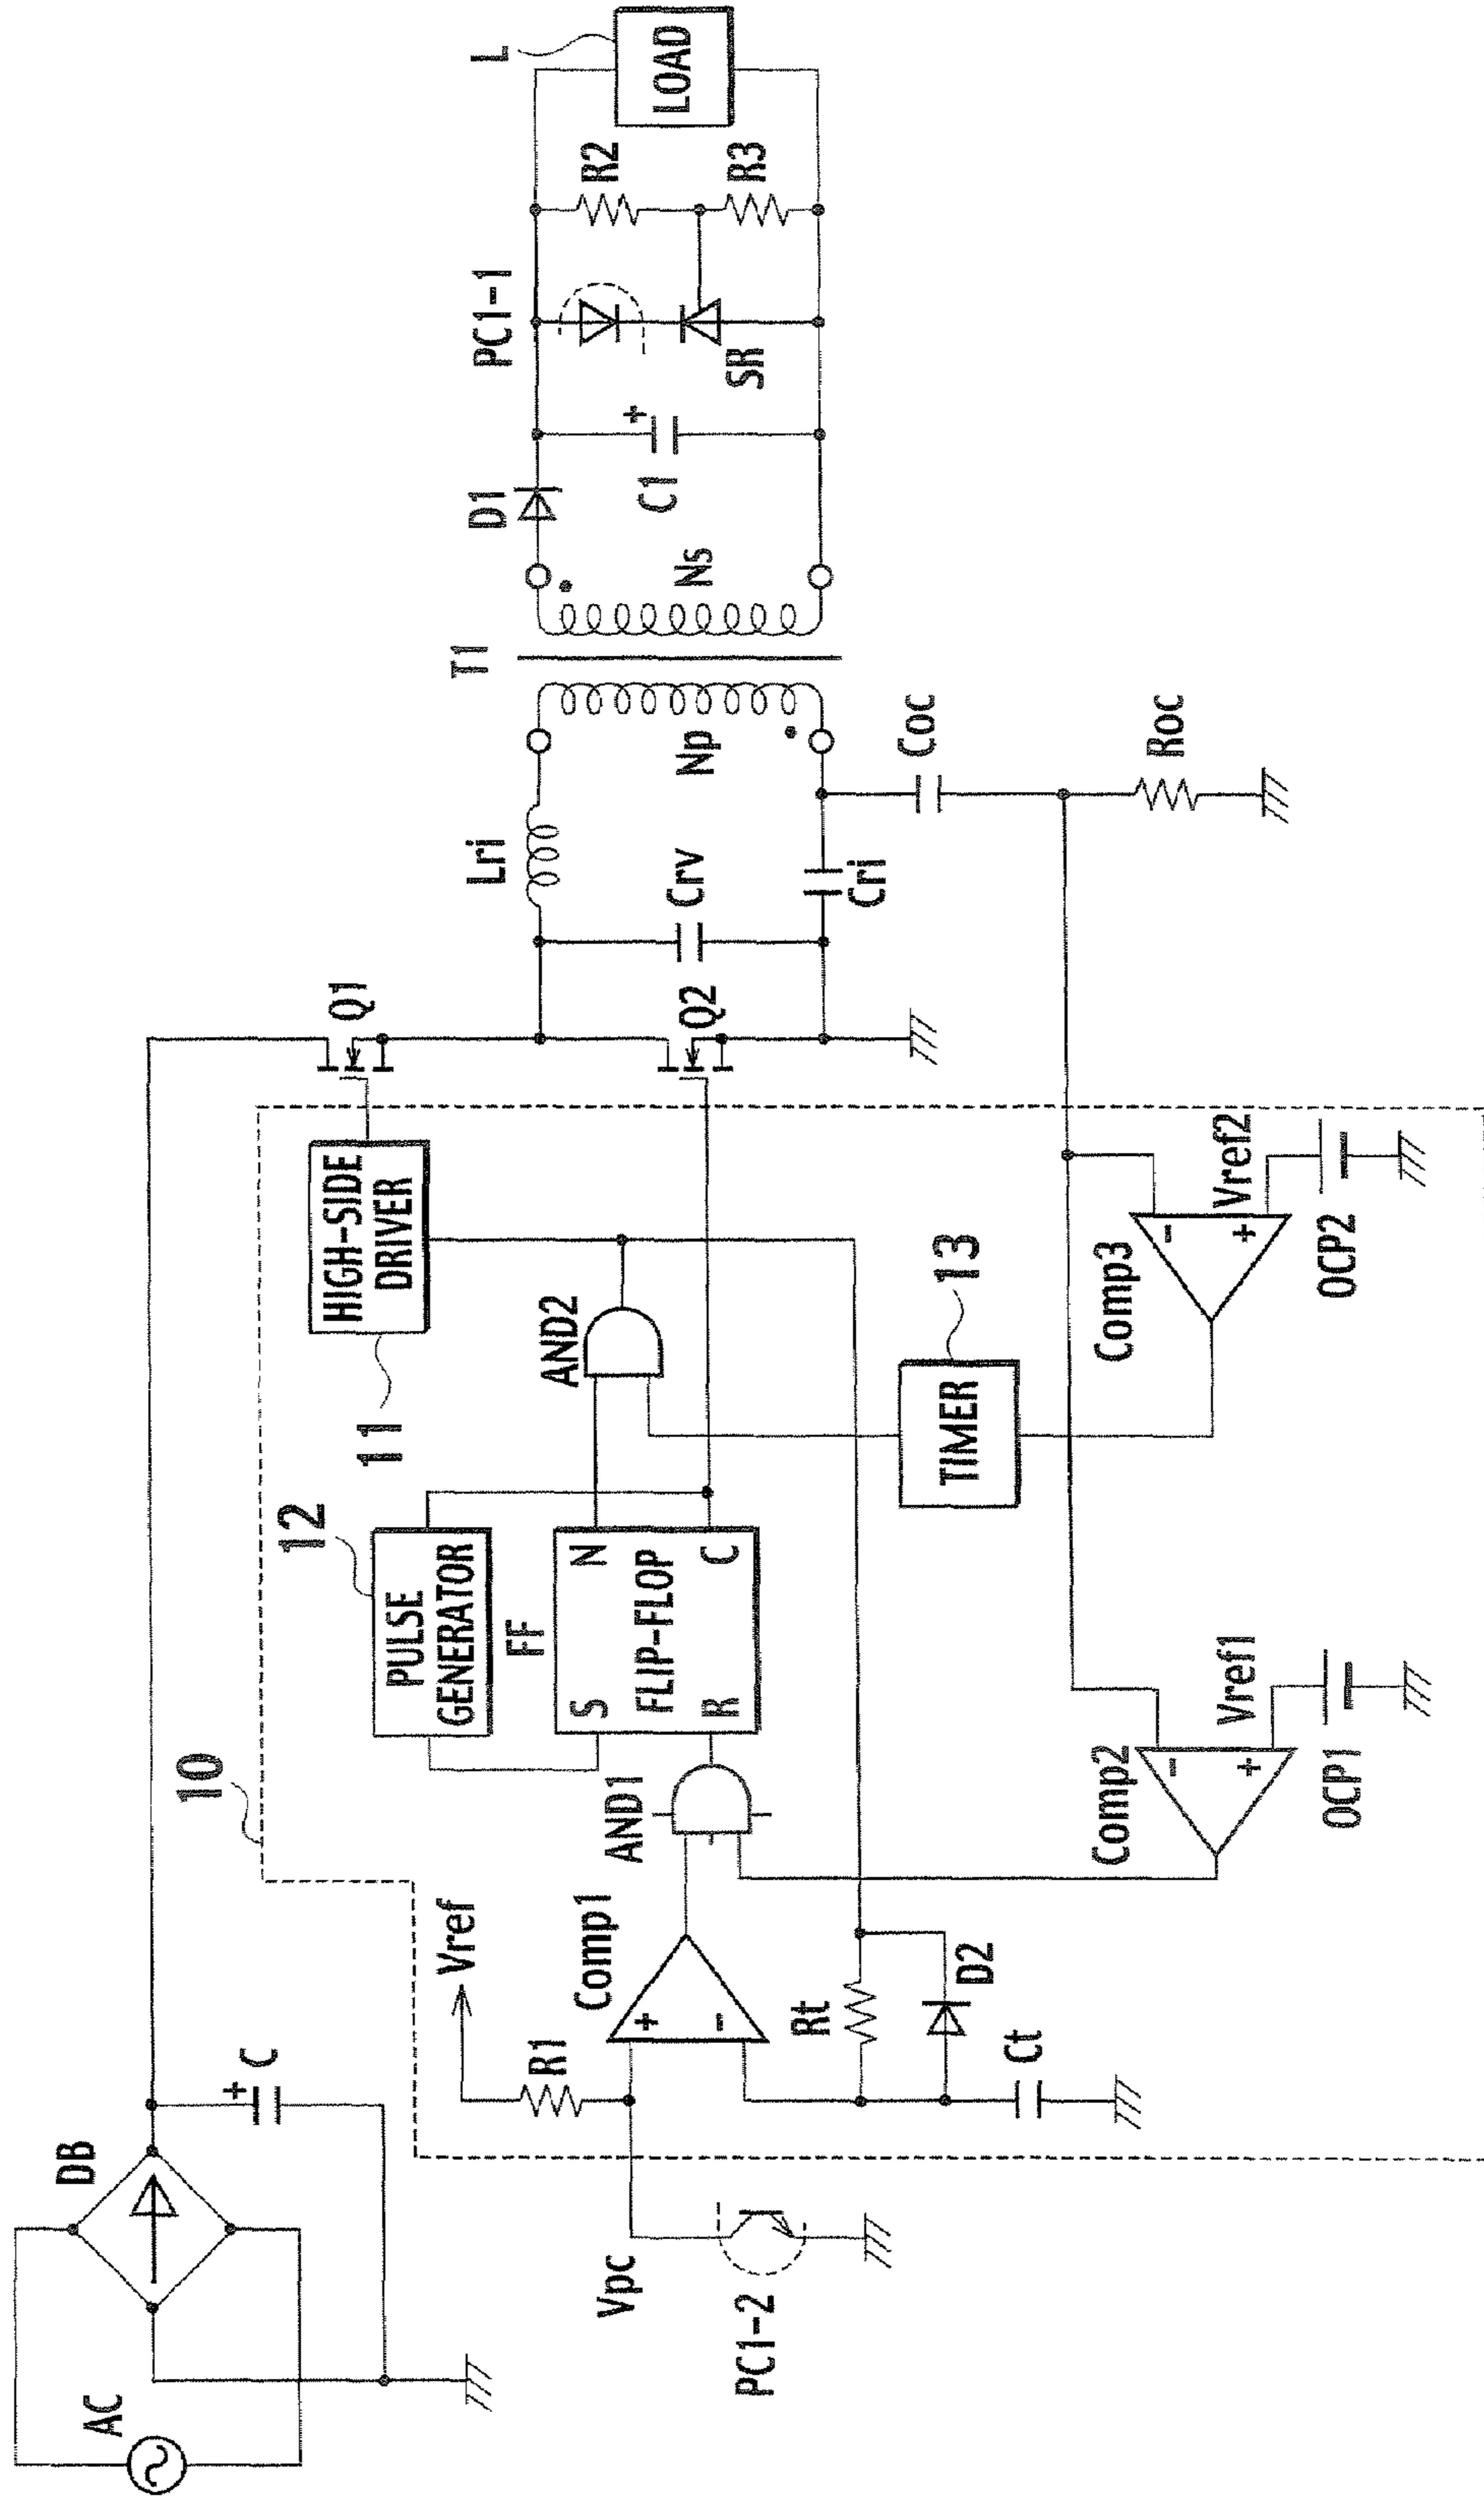 AC
DB
+
C
10
Vref
R1
Vpc
PC1-2
Comp1
+
-
Rt
D2
Ct
12
PULSE
GENERATOR
FF
S
N
FLIP-FLOP
R
C
AND1
11
HIGH-SIDE
DRIVER
AND2
13
TIMER
Comp2
-
+
Vref1
OCP1
Comp3
-
+
Vref2
OCP2
Q1
Q2
Lri
Crv
Cri
Np
T1
Ns
Coc
Roc
D1
C1
+
PC1-1
SR
R2
R3
L
LOAD